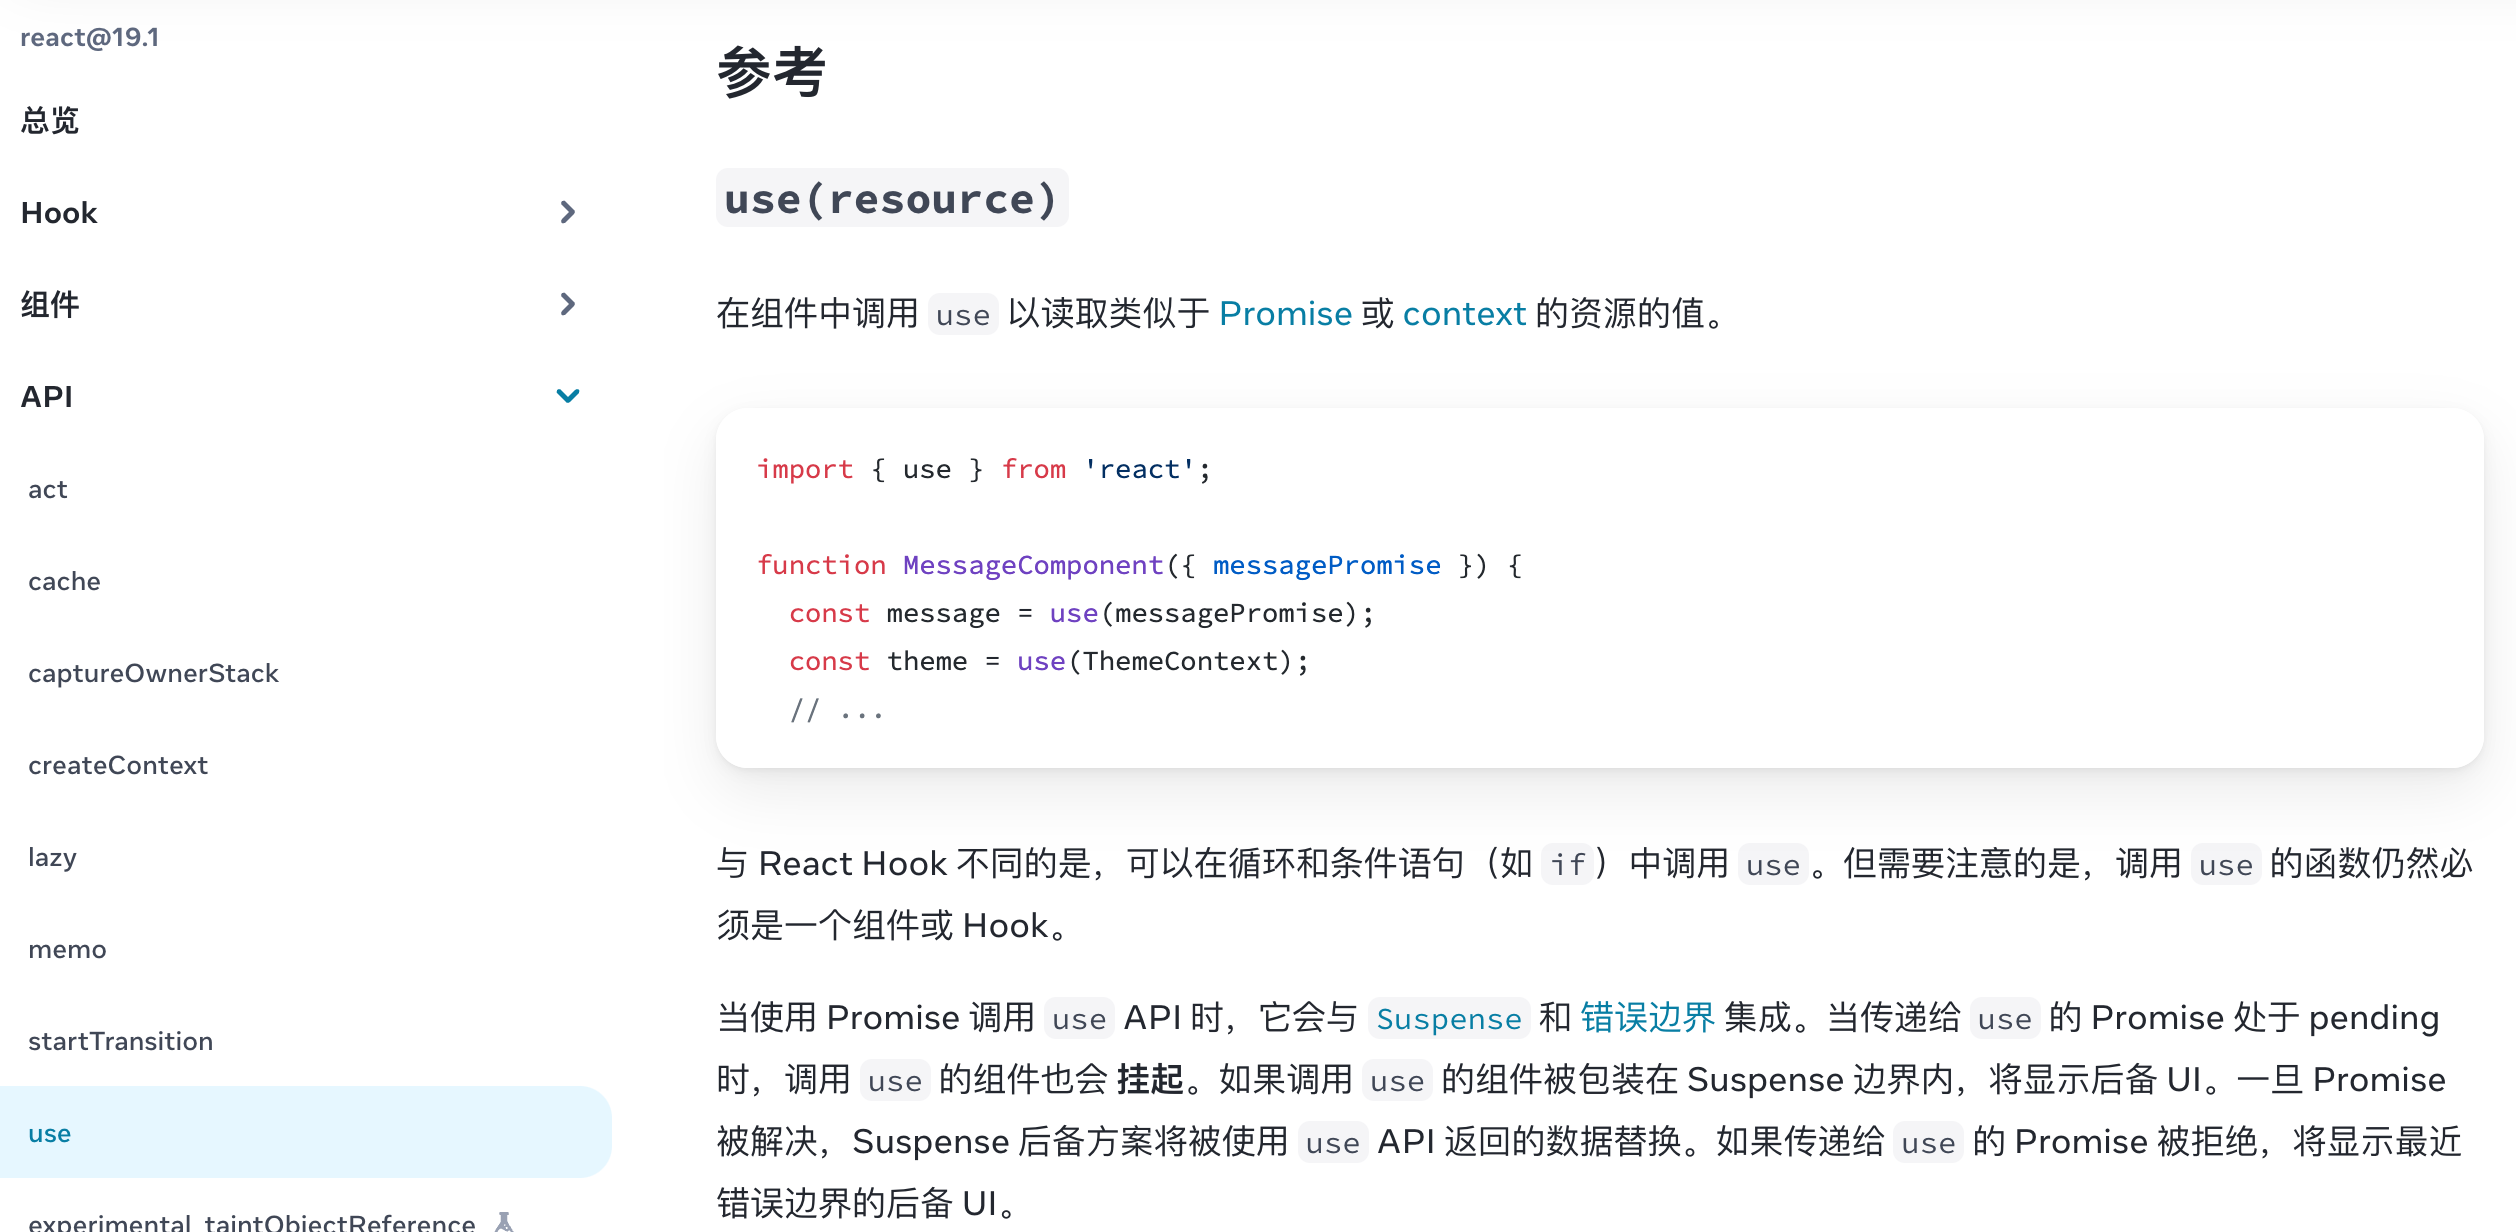 react@19.1
总览
Hook
组件
API
act
cache
captureOwnerStack
createContext
lazy
memo
startTransition
use
experimental_taintObjectReference
参考
use(resource)
在组件中调用 use 以读取类似于 Promise 或 context 的资源的值。
import { use } from 'react';
function MessageComponent({ messagePromise }) {
  const message = use(messagePromise);
  const theme = use(ThemeContext);
  // ...
与 React Hook 不同的是，可以在循环和条件语句（如 if）中调用 use。但需要注意的是，调用 use 的函数仍然必
须是一个组件或 Hook。
当使用 Promise 调用 use API 时，它会与 Suspense 和 错误边界 集成。当传递给 use 的 Promise 处于 pending
时，调用 use 的组件也会 挂起。如果调用 use 的组件被包装在 Suspense 边界内，将显示后备 UI。一旦 Promise
被解决，Suspense 后备方案将被使用 use API 返回的数据替换。如果传递给 use 的 Promise 被拒绝，将显示最近
错误边界的后备 UI。